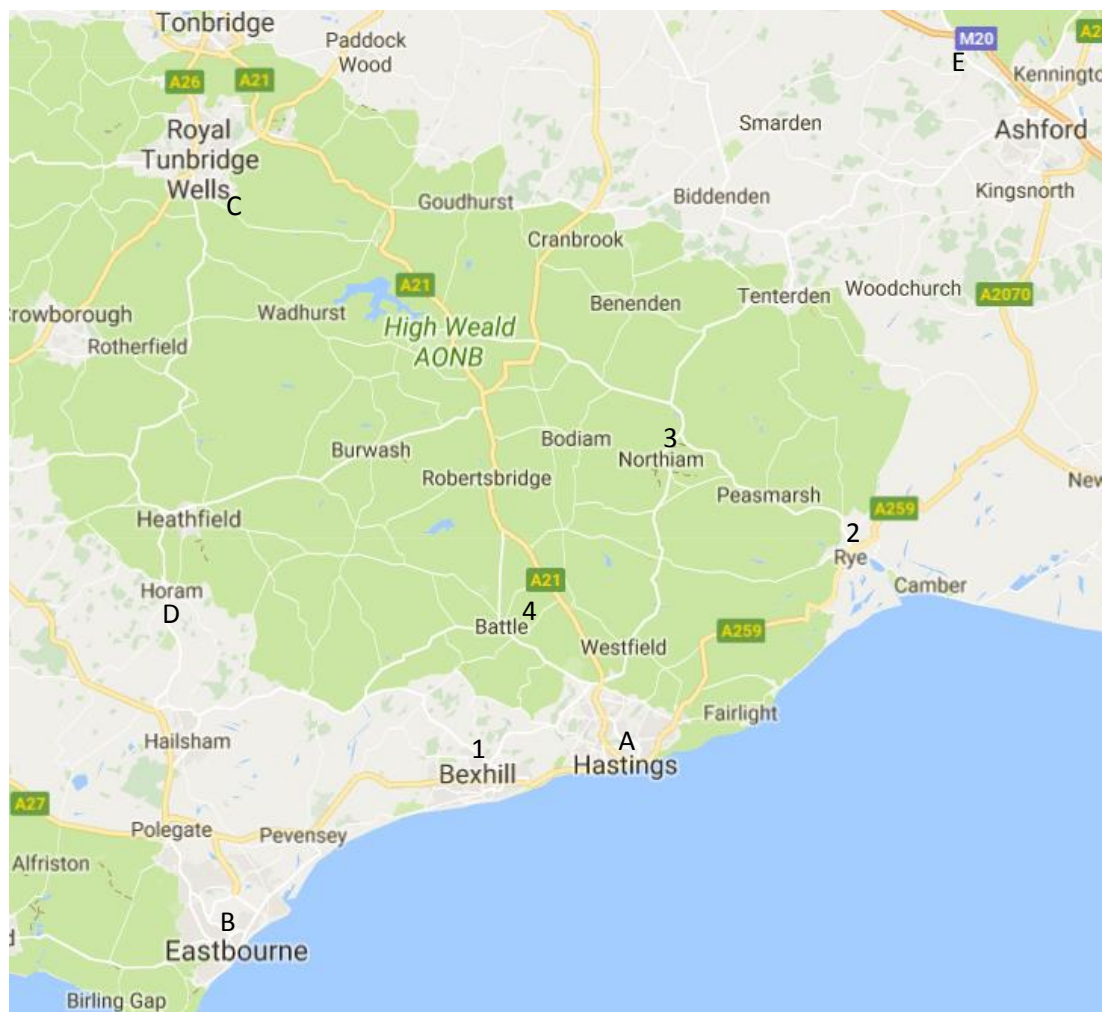 Tonbridge
Paddock
Wood
M20
A2
E
Kennington
A26
A21
Smarden
Ashford
Royal
Tunbridge
Wells
C
Goudhurst
Biddenden
Kingsnorth
Cranbrook
A21
Wadhurst
Benenden
Tenterden
Woodchurch
A2070
Crowborough
High Weald
AONB
Rotherfield
Burwash
Bodiam
3
Northiam
Robertsbridge
Peasmarsh
New
A259
Heathfield
2
Rye
Camber
Horam
D
A21
4
Battle
A259
Westfield
Fairlight
Hailsham
1
Bexhill
A
Hastings
A27
Polegate
Pevensey
Alfriston
B
Eastbourne
d
Birling Gap